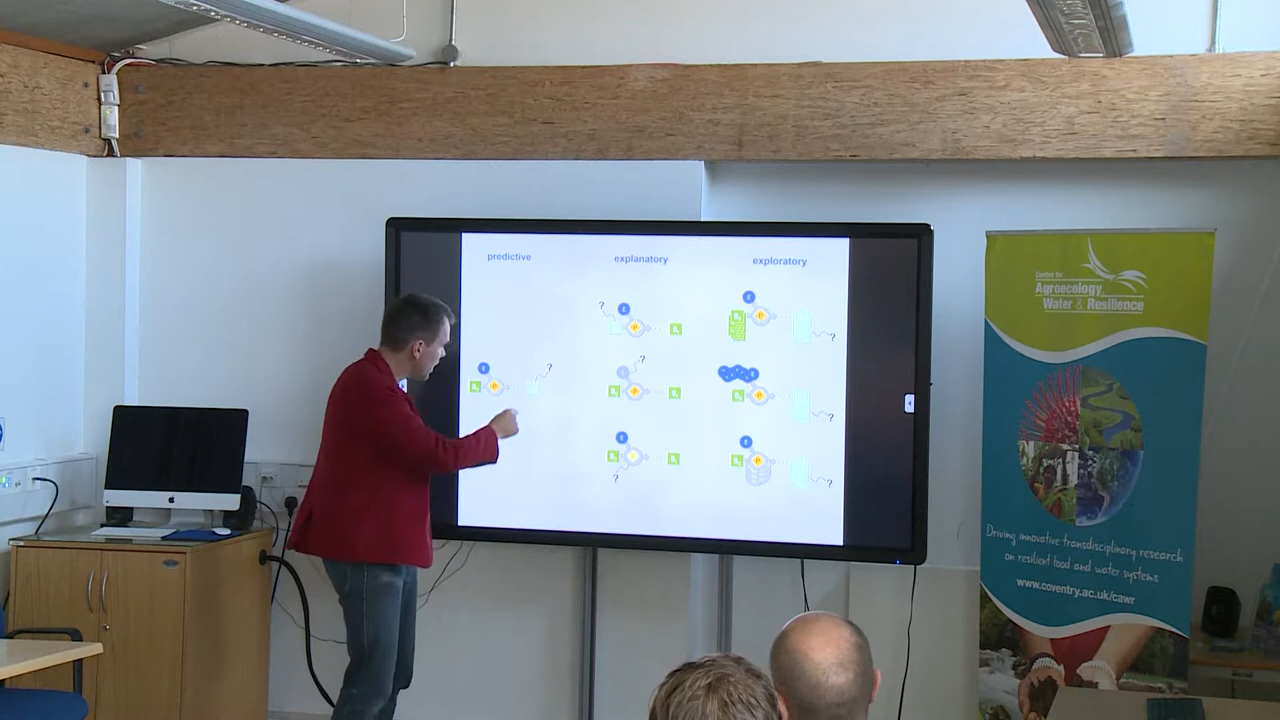 predictive
explanatory
exploratory
?
?
?
?
?
?
?
Centre for
Agroecology,
Water & Resilience
Driving innovative transdisciplinary research
on resilient food and water systems
www.coventry.ac.uk/cawr